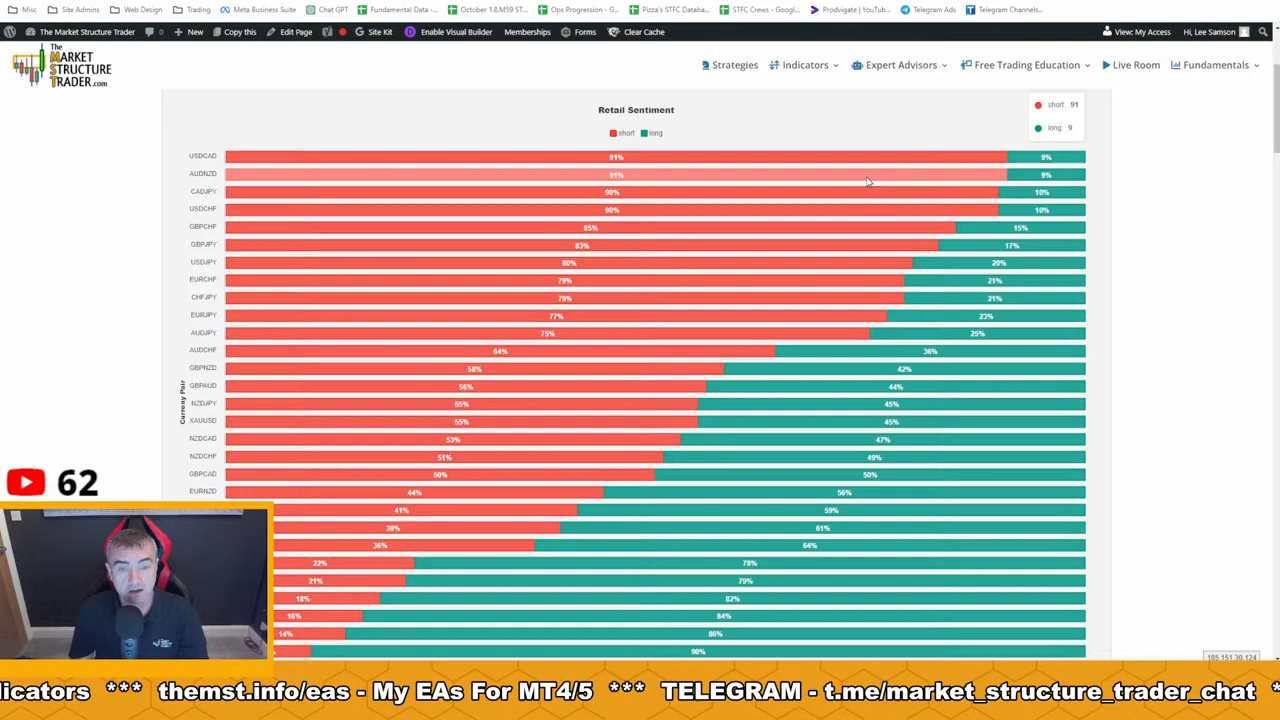 Misc Site Admins Web Design Trading Meta Business Suite Chat GPT Fundamental Data -... October 1.8.M59 ST... Ops Progression - G... Pizza's STFC Databa... STFC Crews - Googl... Prodvigate | YouTub... Telegram Ads Telegram Channels...
The Market Structure Trader 0 New Copy this Edit Page Site Kit Enable Visual Builder Memberships Forms Clear Cache View: My Access Hi, Lee Samson
The
MARKET
STRUCTURE
TRADER.com
Strategies Indicators Expert Advisors Free Trading Education Live Room Fundamentals
Retail Sentiment
short long
short: 91
long: 9
Carreny Pair
USDCAD 91% 9%
AUDNZD 91% 9%
CADJPY 90% 10%
USDCHF 90% 10%
GBPCHF 85% 15%
GBPJPY 83% 17%
USDJPY 80% 20%
EURCHF 79% 21%
CHFJPY 79% 21%
EURJPY 77% 23%
AUDJPY 75% 25%
AUDCHF 64% 36%
GBPNZD 58% 42%
GBPAUD 56% 44%
NZDJPY 55% 45%
XAUUSD 55% 45%
NZDCAD 53% 47%
NZDCHF 51% 49%
GBPCAD 50% 50%
EURNZD 44% 56%
41% 59%
39% 61%
36% 64%
22% 78%
21% 79%
18% 82%
16% 84%
14% 86%
90%
62
185.151.30.124
dicators *** themst.info/eas - My EAs For MT4/5 *** TELEGRAM - t.me/market_structure_trader_chat *